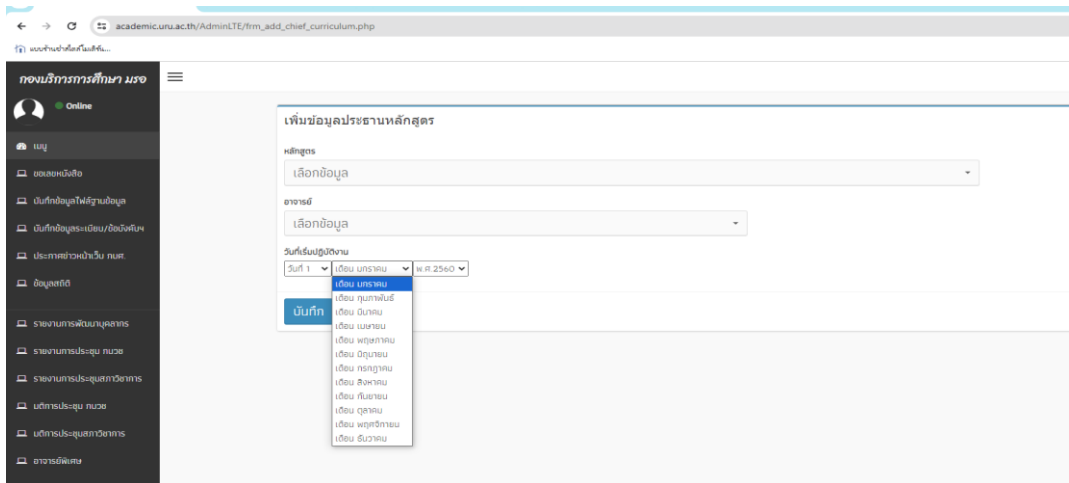 academic.uru.ac.th/AdminLTE/frm_add_chief_curriculum.php
กองบริการการศึกษา มรอ
Online
เมนู
ขอเลขหนังสือ
บันทึกข้อมูลไฟล์ฐานข้อมูล
บันทึกข้อมูลระเบียบ/ข้อบังคับฯ
ประกาศข่าวหน้าเว็บ กบศ.
ข้อมูลสถิติ
รายงานการพัฒนาบุคลากร
รายงานการประชุม กบวช
รายงานการประชุมสภาวิชาการ
มติการประชุม กบวช
มติการประชุมสภาวิชาการ
อาจารย์พิเศษ
เพิ่มข้อมูลประธานหลักสูตร
หลักสูตร
เลือกข้อมูล
อาจารย์
เลือกข้อมูล
วันที่เริ่มปฏิบัติงาน
วันที่ 1 เดือน มกราคม พ.ศ.2560
เดือน มกราคม
เดือน กุมภาพันธ์
เดือน มีนาคม
เดือน เมษายน
เดือน พฤษภาคม
เดือน มิถุนายน
เดือน กรกฎาคม
เดือน สิงหาคม
เดือน กันยายน
เดือน ตุลาคม
เดือน พฤศจิกายน
เดือน ธันวาคม
บันทึก